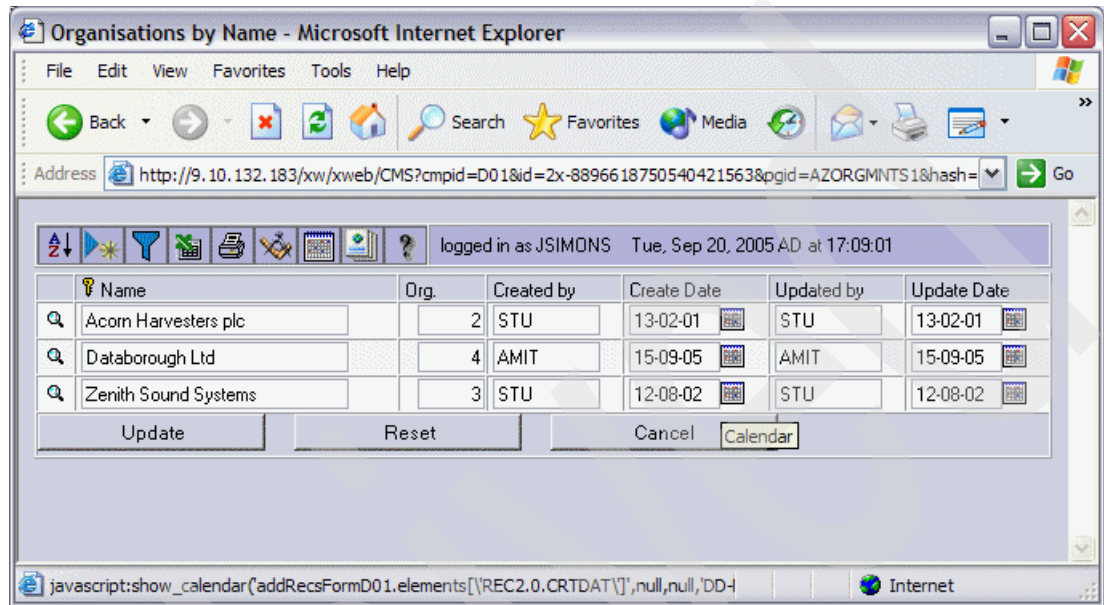 Organisations by Name - Microsoft Internet Explorer
File Edit View Favorites Tools Help
Back Search Favorites Media »
Address http://9.10.132.183/xw/xweb/CMS?cmpid=D01&id=2x-8896618750540421563&pgid=AZORGMNTS1&hash= Go
logged in as JSIMONS Tue, Sep 20, 2005 AD at 17:09:01
Name Org. Created by Create Date Updated by Update Date
Acorn Harvesters plc 2 STU 13-02-01 STU 13-02-01
Databorough Ltd 4 AMIT 15-09-05 AMIT 15-09-05
Zenith Sound Systems 3 STU 12-08-02 STU 12-08-02
Update Reset Cancel Calendar
javascript:show_calendar('addRecsFormD01.elements[\'REC2.0.CRTDAT\']',null,null,'DD-I Internet